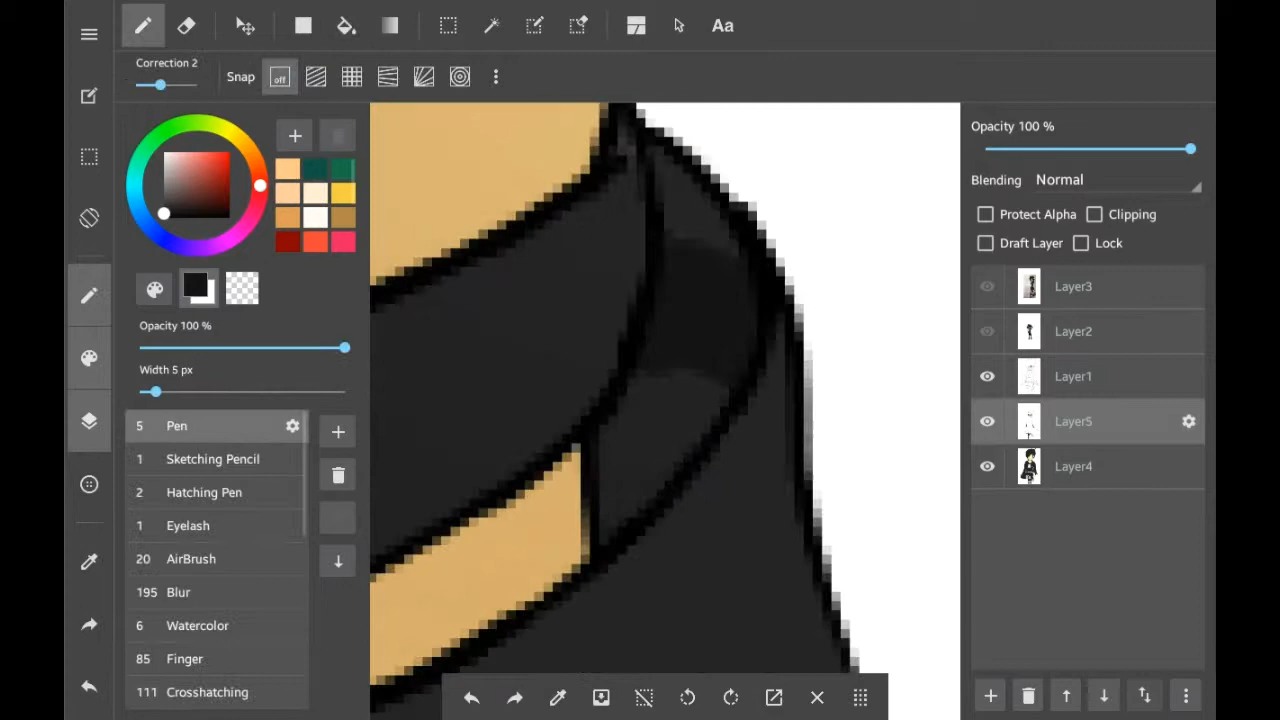 Aa
Correction 2
Snap
off
Opacity 100 %
Width 5 px
5 Pen
1 Sketching Pencil
2 Hatching Pen
1 Eyelash
20 AirBrush
195 Blur
6 Watercolor
85 Finger
111 Crosshatching
Opacity 100 %
Blending Normal
Protect Alpha Clipping
Draft Layer Lock
Layer3
Layer2
Layer1
Layer5
Layer4